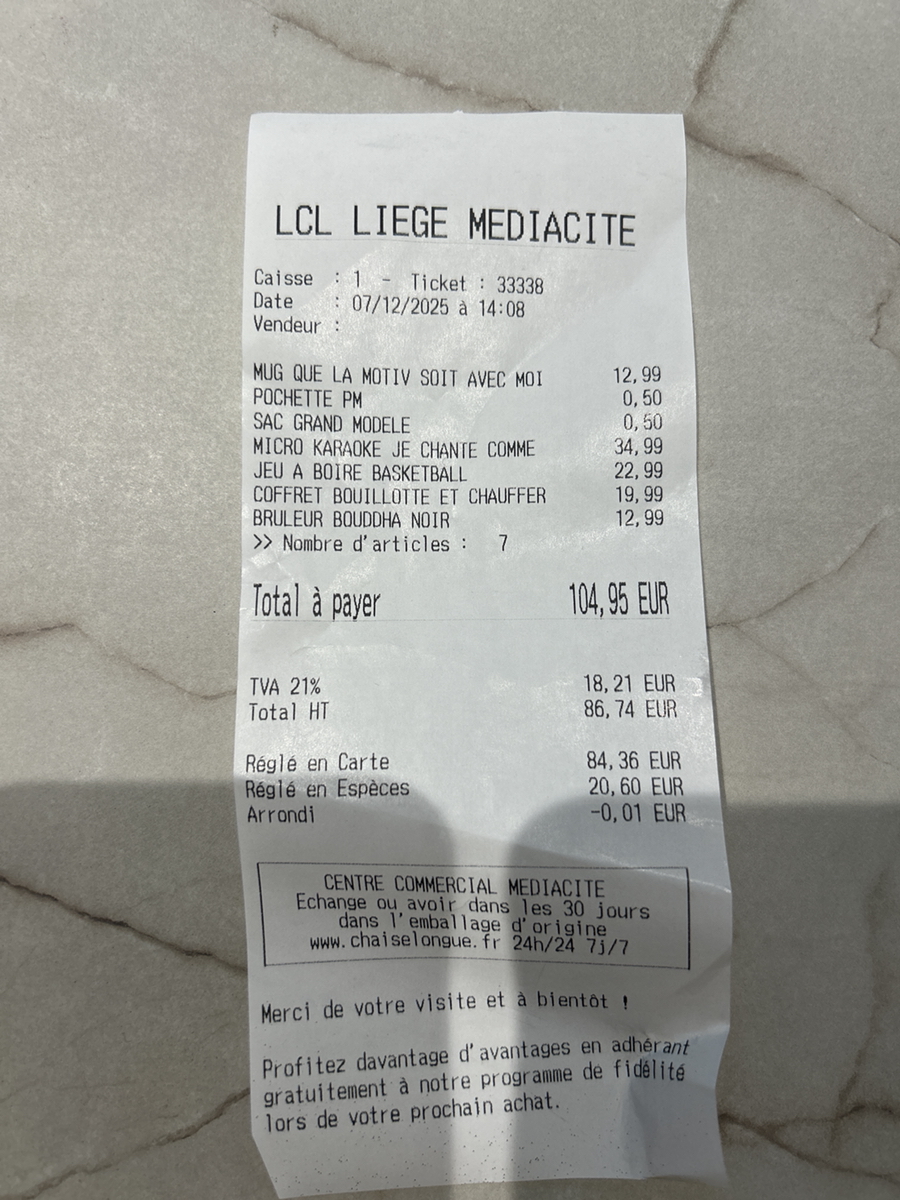 LCL LIEGE MEDIACITE
Caisse : 1 - Ticket : 33338
Date : 07/12/2025 à 14:08
Vendeur :
MUG QUE LA MOTIV SOIT AVEC MOI 12,99
POCHETTE PM 0,50
SAC GRAND MODELE 0,50
MICRO KARAOKE JE CHANTE COMME 34,99
JEU A BOIRE BASKETBALL 22,99
COFFRET BOUILLOTTE ET CHAUFFER 19,99
BRULEUR BOUDDHA NOIR 12,99
>> Nombre d'articles : 7
Total à payer 104,95 EUR
TVA 21% 18,21 EUR
Total HT 86,74 EUR
Réglé en Carte 84,36 EUR
Réglé en Espèces 20,60 EUR
Arrondi -0,01 EUR
CENTRE COMMERCIAL MEDIACITE
Echange ou avoir dans les 30 jours
dans l'emballage d'origine
www.chaiselongue.fr 24h/24 7j/7
Merci de votre visite et à bientôt !
Profitez davantage d'avantages en adhérant
gratuitement à notre programme de fidélité
lors de votre prochain achat.